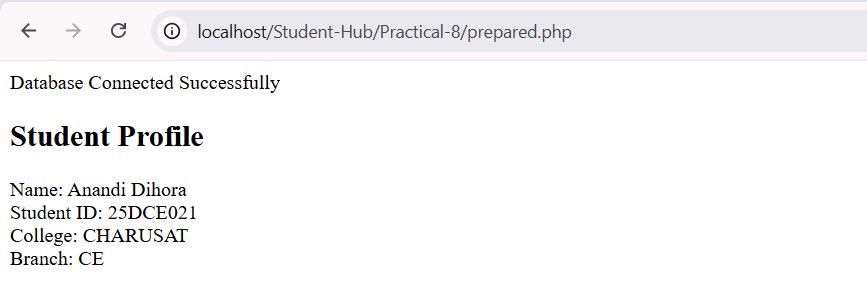 localhost/Student-Hub/Practical-8/prepared.php
Database Connected Successfully
Student Profile
Name: Anandi Dihora
Student ID: 25DCE021
College: CHARUSAT
Branch: CE